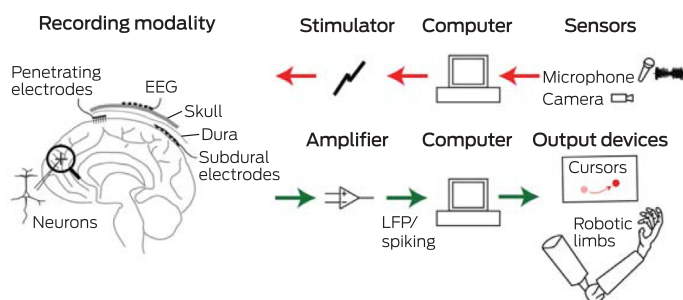 Recording modality
Penetrating
electrodes
EEG
Skull
Dura
Subdural
electrodes
Neurons
Stimulator
Computer
Sensors
Microphone
Camera
Amplifier
Computer
Output devices
LFP/
spiking
Cursors
Robotic
limbs